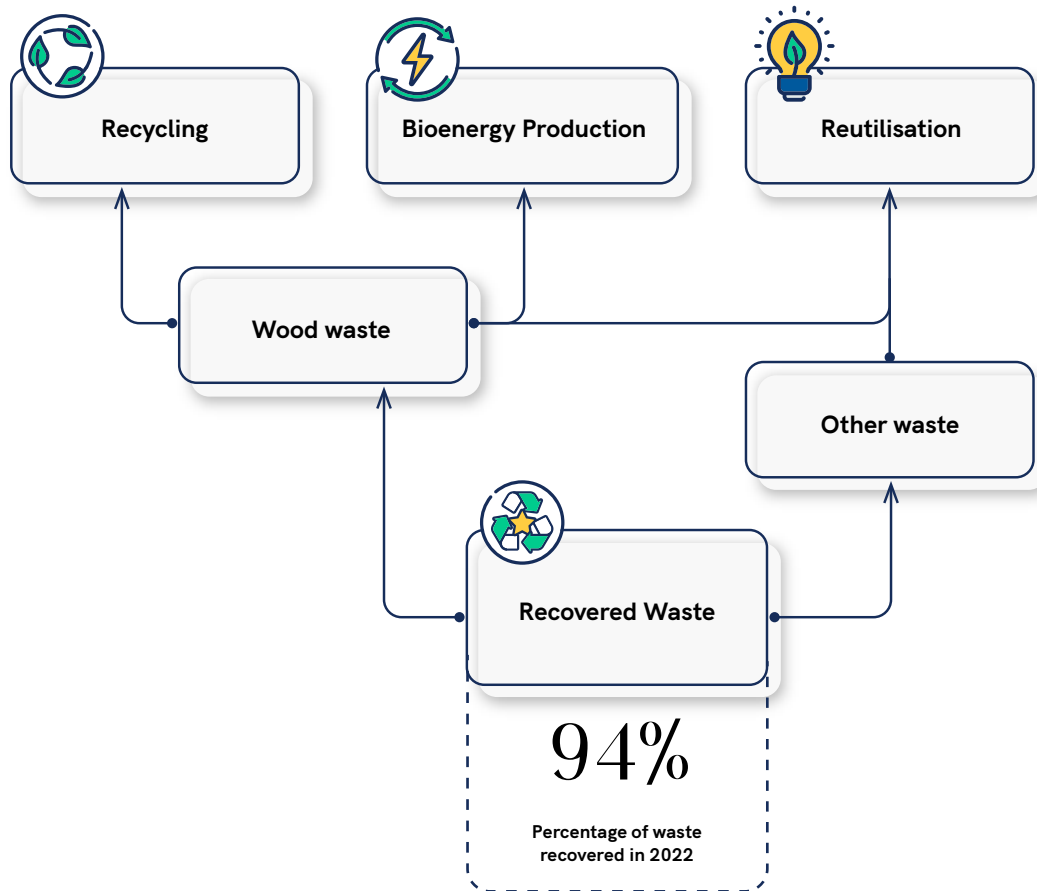 Recycling
Bioenergy Production
Reutilisation
Wood waste
Other waste
Recovered Waste
94%
Percentage of waste
recovered in 2022